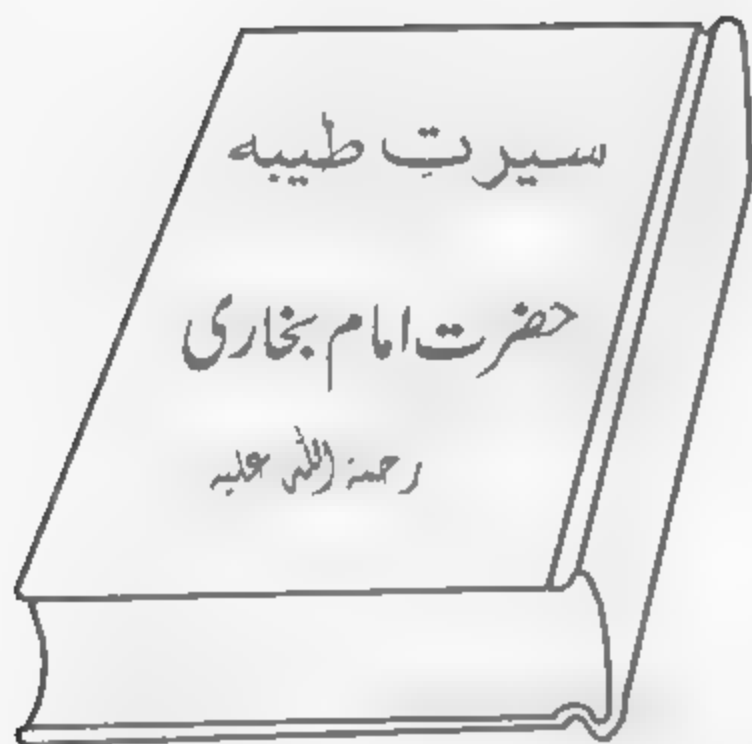 سیرتِ طیبہ
حضرت امام بخاری
رحمۃ اللہ علیہ